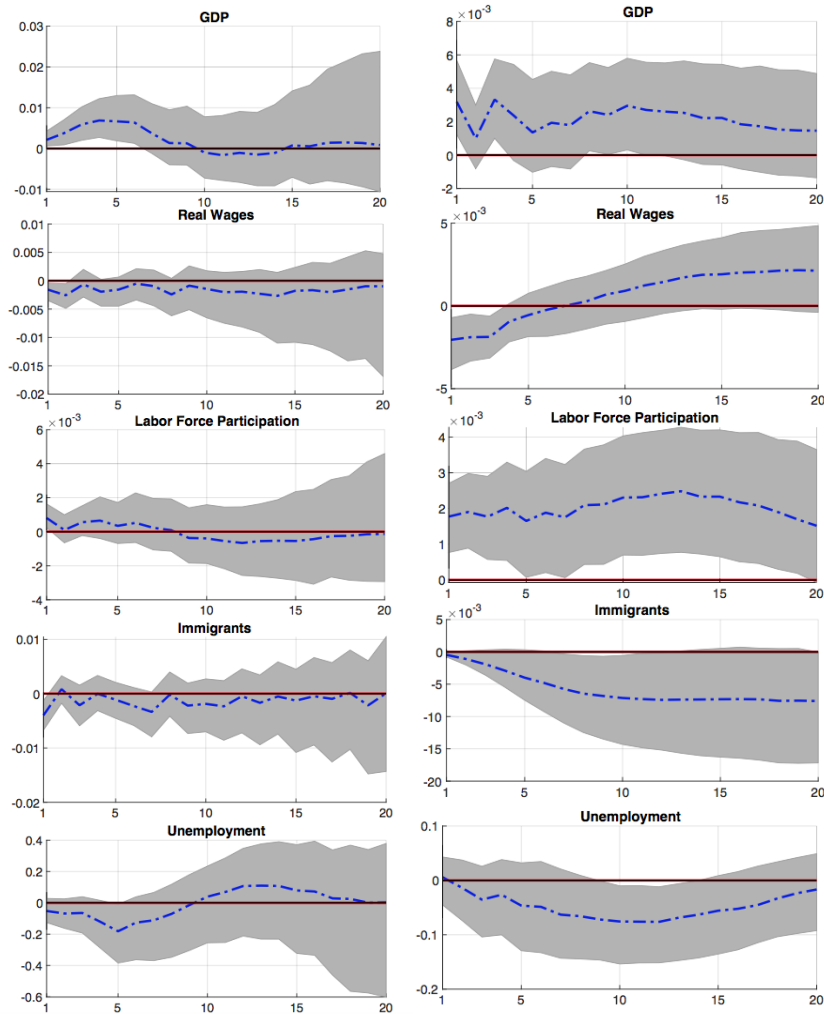 GDP
0.03
0.02
0.01
0
-0.01
1 5 10 15 20
GDP
× 10 -3
8
6
4
2
0
-2
1 5 10 15 20
Real Wages
0.01
0.005
0
-0.005
-0.01
-0.015
-0.02
1 5 10 15 20
Real Wages
× 10 -3
5
0
-5
1 5 10 15 20
Labor Force Participation
× 10 -3
6
4
2
0
-2
-4
1 5 10 15 20
Labor Force Participation
× 10 -3
4
3
2
1
0
1 5 10 15 20
Immigrants
0.01
0
-0.01
-0.02
1 5 10 15 20
Immigrants
× 10 -3
5
0
-5
-10
-15
-20
1 5 10 15 20
Unemployment
0.4
0.2
0
-0.2
-0.4
-0.6
1 5 10 15 20
Unemployment
0.1
0
-0.1
-0.2
1 5 10 15 20